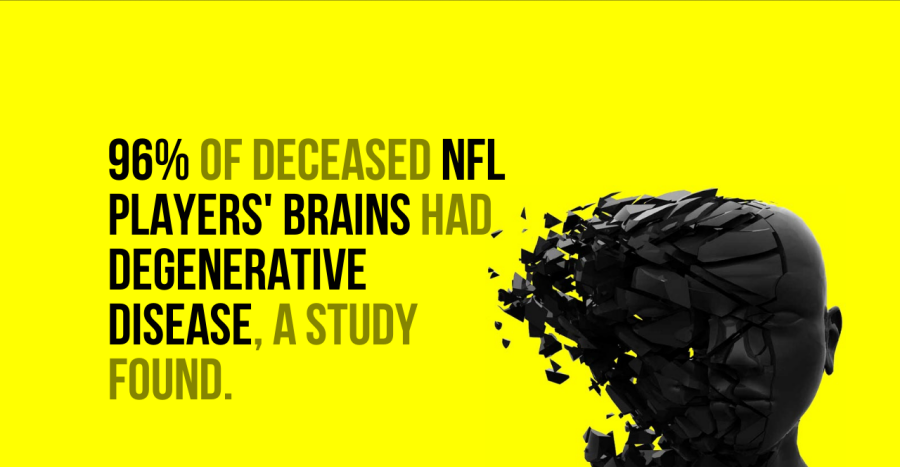 96% OF DECEASED NFL
PLAYERS' BRAINS HAD
DEGENERATIVE
DISEASE, A STUDY
FOUND.